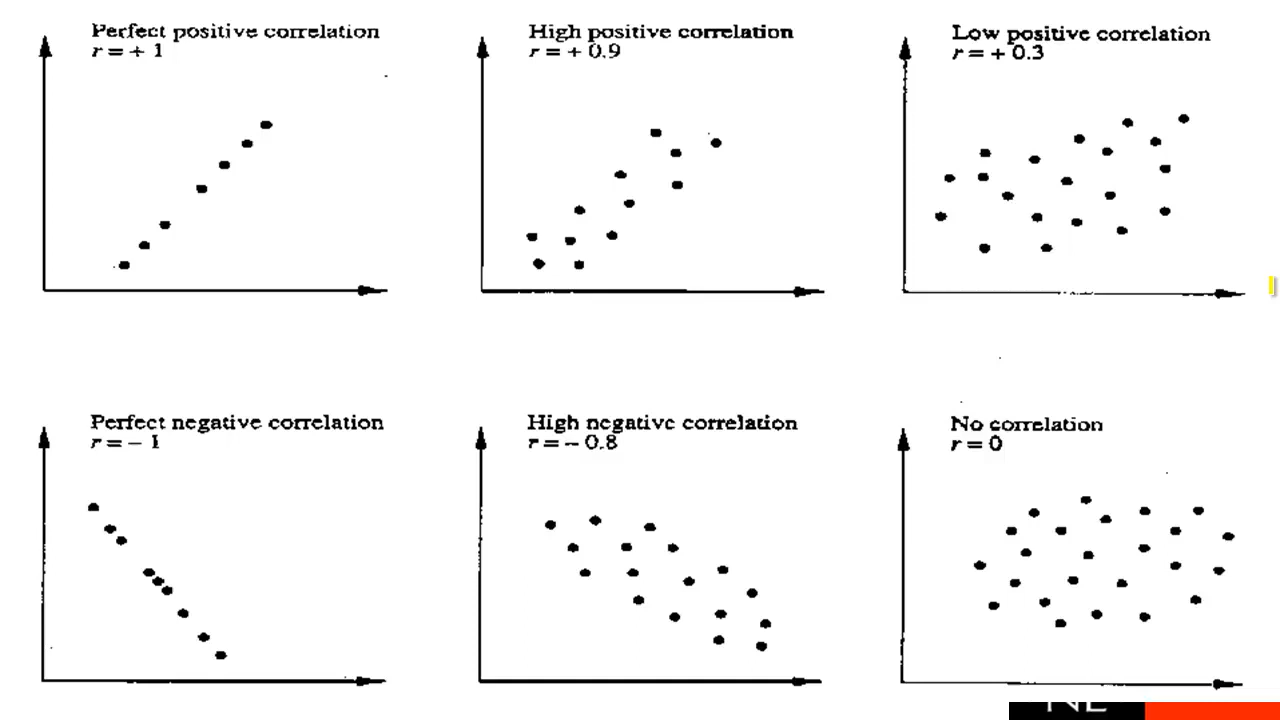 Perfect positive correlation
r = + 1
High positive correlation
r = + 0.9
Low positive correlation
r = + 0.3
Perfect negative correlation
r = − 1
High negative correlation
r = − 0.8
No correlation
r = 0